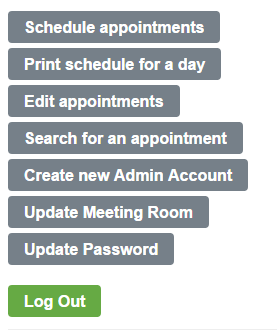 Schedule appointments
Print schedule for a day
Edit appointments
Search for an appointment
Create new Admin Account
Update Meeting Room
Update Password
Log Out